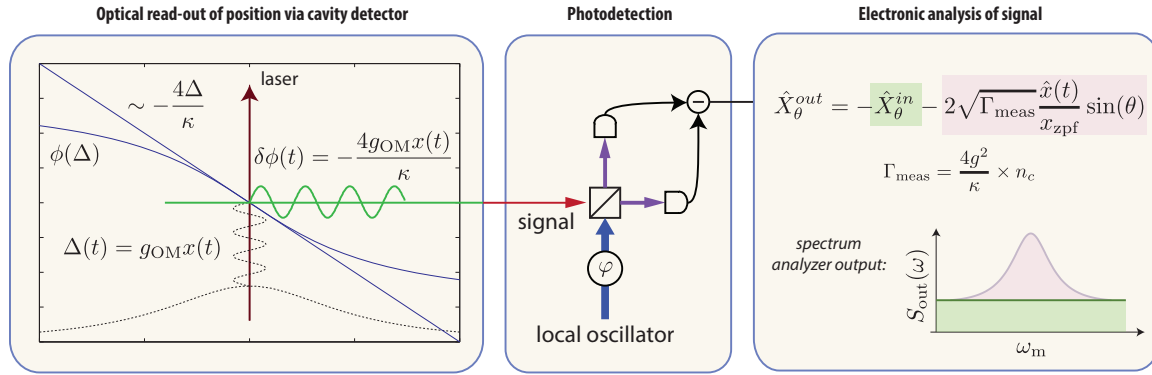 Optical read-out of position via cavity detector
laser
∼ −4Δ/κ
ϕ(Δ)
δϕ(t) = −4g_OM x(t)/κ
Δ(t) = g_OM x(t)
Photodetection
−
signal
φ
local oscillator
Electronic analysis of signal
X̂_θ^out = −X̂_θ^in − 2√Γ_meas x̂(t)/x_zpf sin(θ)
Γ_meas = 4g²/κ × n_c
spectrum
analyzer output:
S_out(ω)
ω_m